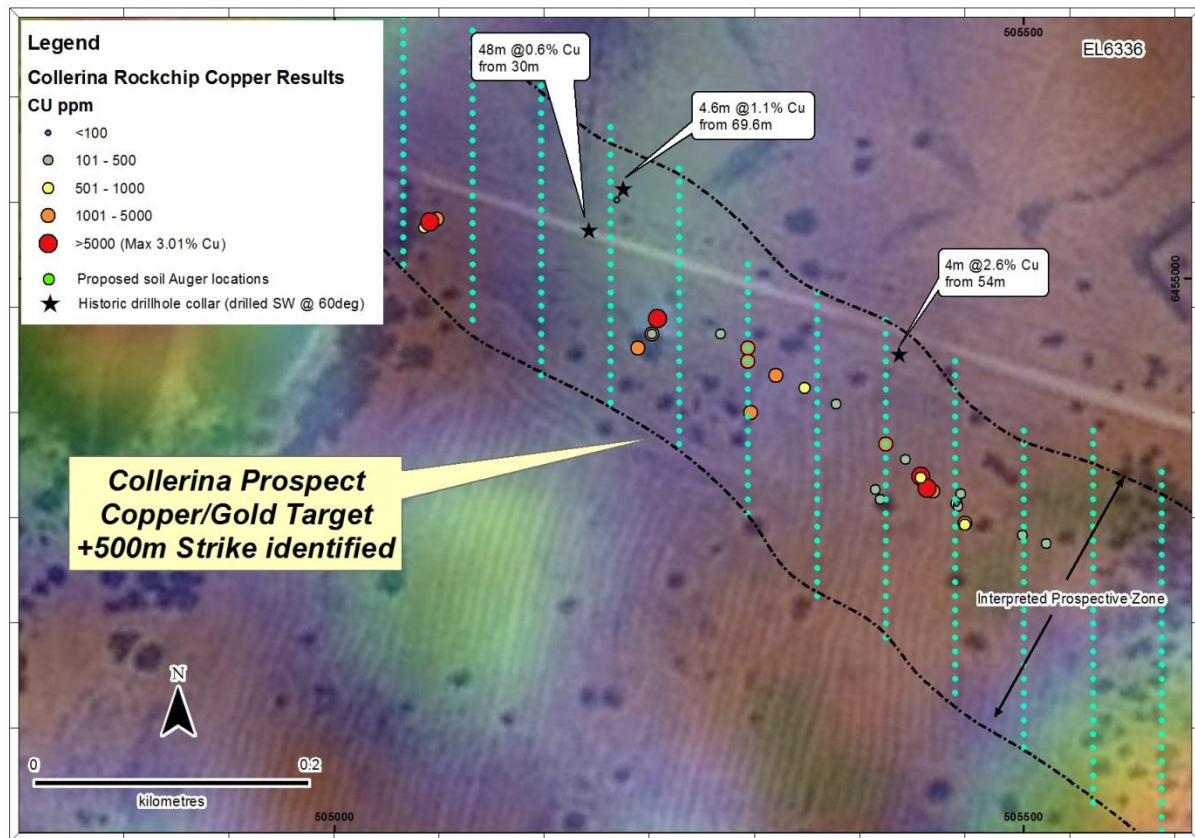 505500
EL6336
Legend
Collerina Rockchip Copper Results
CU ppm
<100
101 - 500
501 - 1000
1001 - 5000
>5000 (Max 3.01% Cu)
Proposed soil Auger locations
Historic drillhole collar (drilled SW @ 60deg)
48m @0.6% Cu
from 30m
4.6m @1.1% Cu
from 69.6m
4m @2.6% Cu
from 54m
6455000
Collerina Prospect
Copper/Gold Target
+500m Strike identified
Interpreted Prospective Zone
N
0
0.2
kilometres
505000
505500